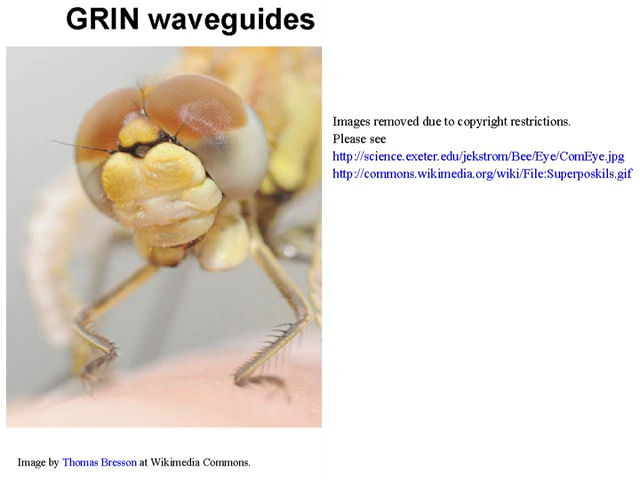 GRIN waveguides
Images removed due to copyright restrictions.
Please see
http://science.exeter.edu/jekstrom/Bee/Eye/ComEye.jpg
http://commons.wikimedia.org/wiki/File:Superposkils.gif
Image by Thomas Bresson at Wikimedia Commons.